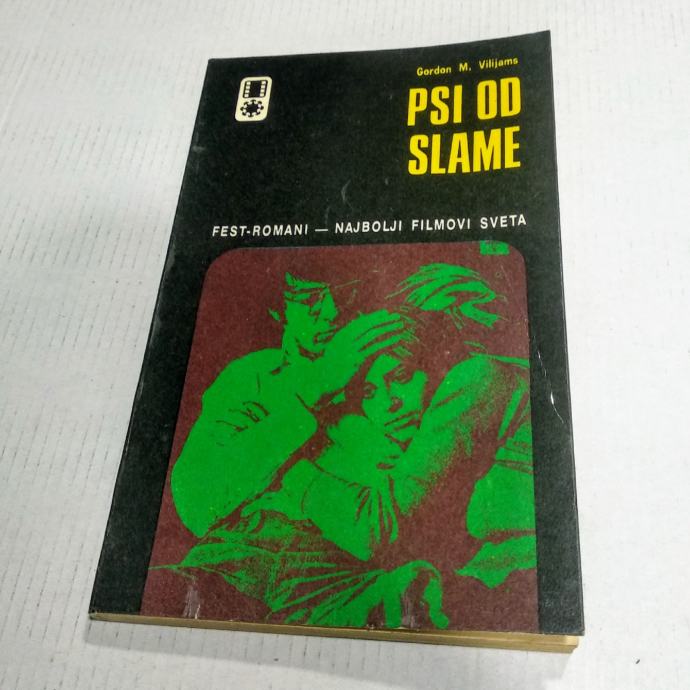 Gordon M. Vilijams
PSI OD
SLAME
FEST-ROMANI — NAJBOLJI FILMOVI SVETA